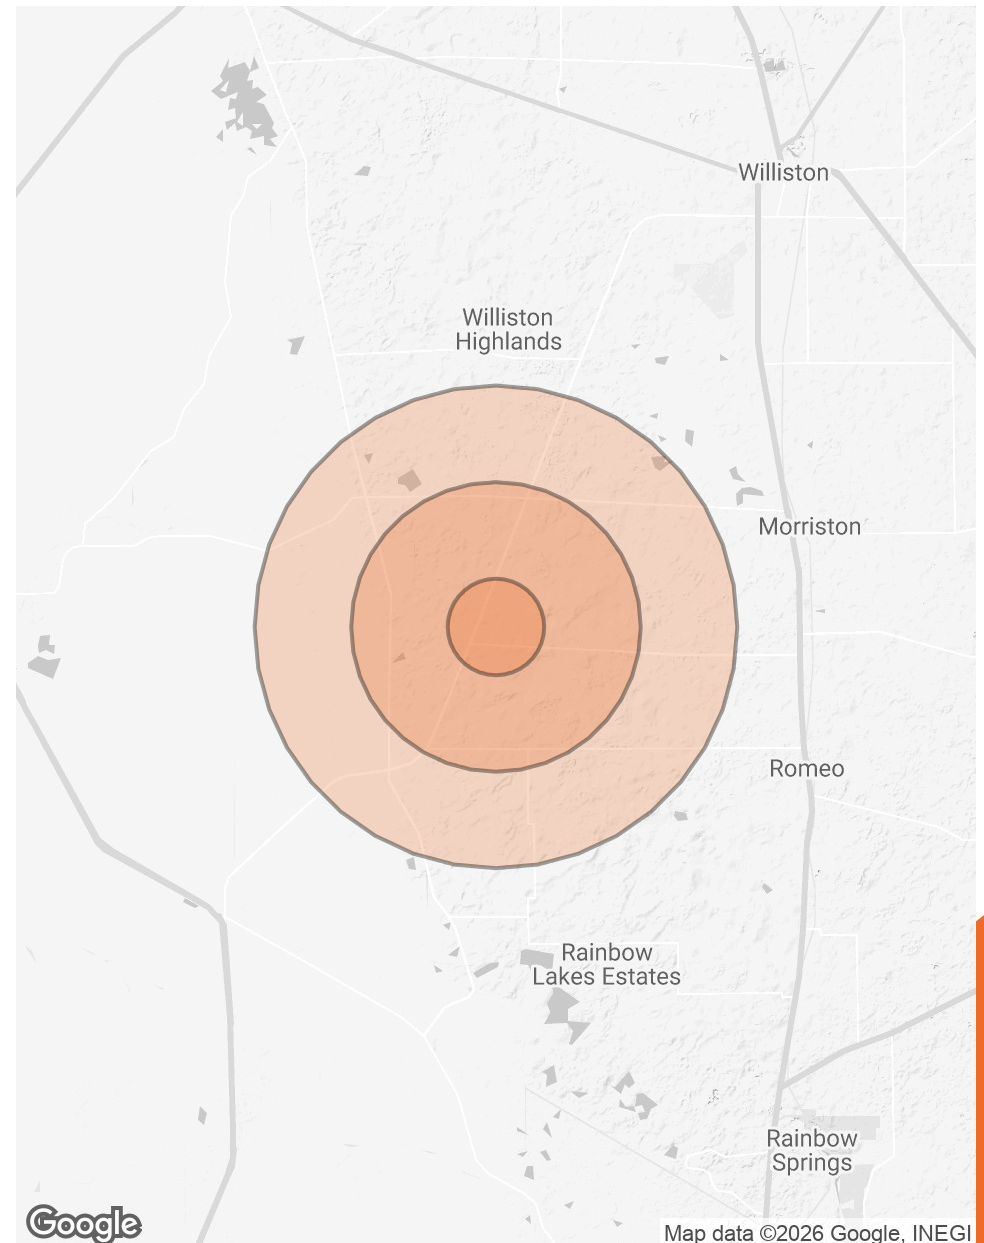 Williston
Williston
Highlands
Morriston
Romeo
Rainbow
Lakes Estates
Rainbow
Springs
Google
Map data ©2026 Google, INEGI